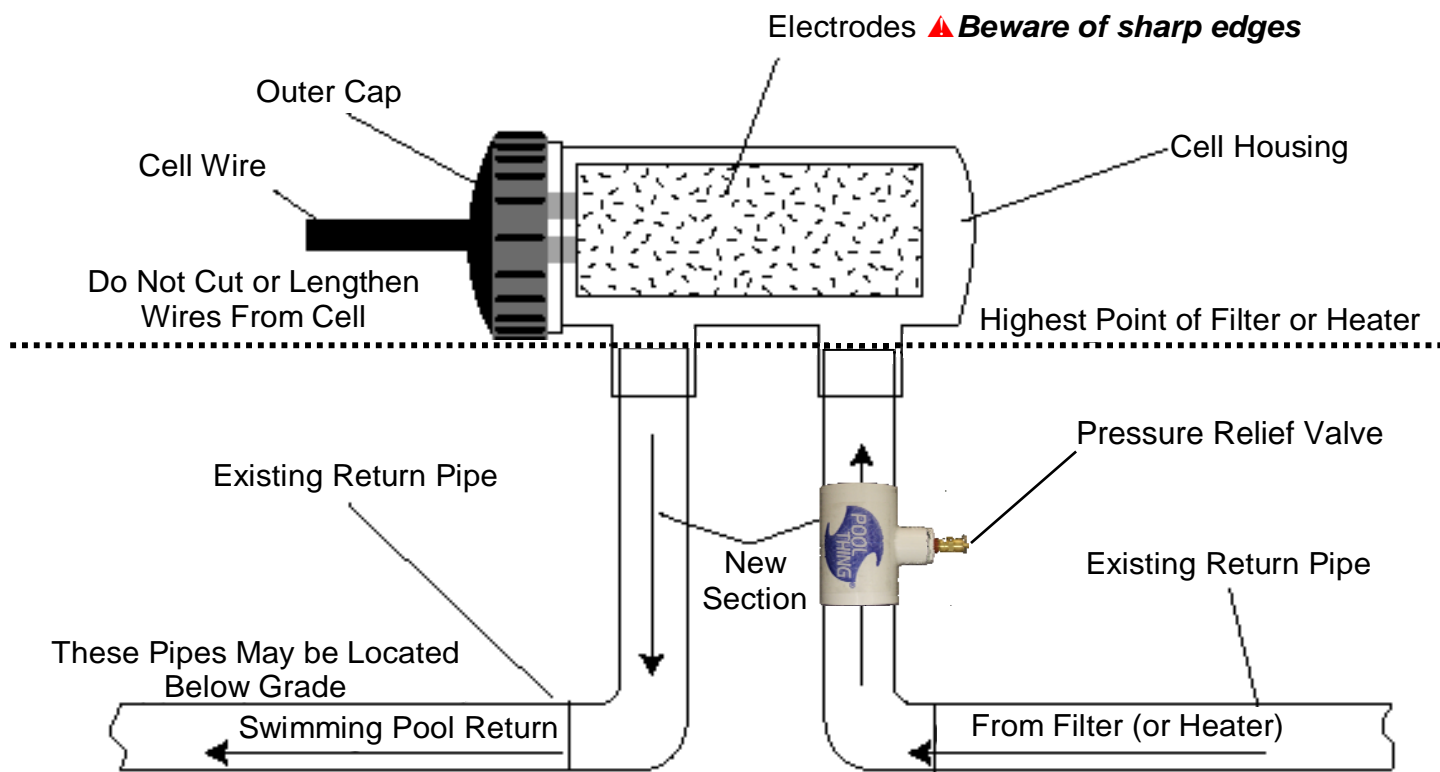 Electrodes Beware of sharp edges
Outer Cap
Cell Wire
Cell Housing
Do Not Cut or Lengthen
Wires From Cell
Highest Point of Filter or Heater
Pressure Relief Valve
Existing Return Pipe
POOL
THING
New
Section
Existing Return Pipe
These Pipes May be Located
Below Grade
Swimming Pool Return
From Filter (or Heater)